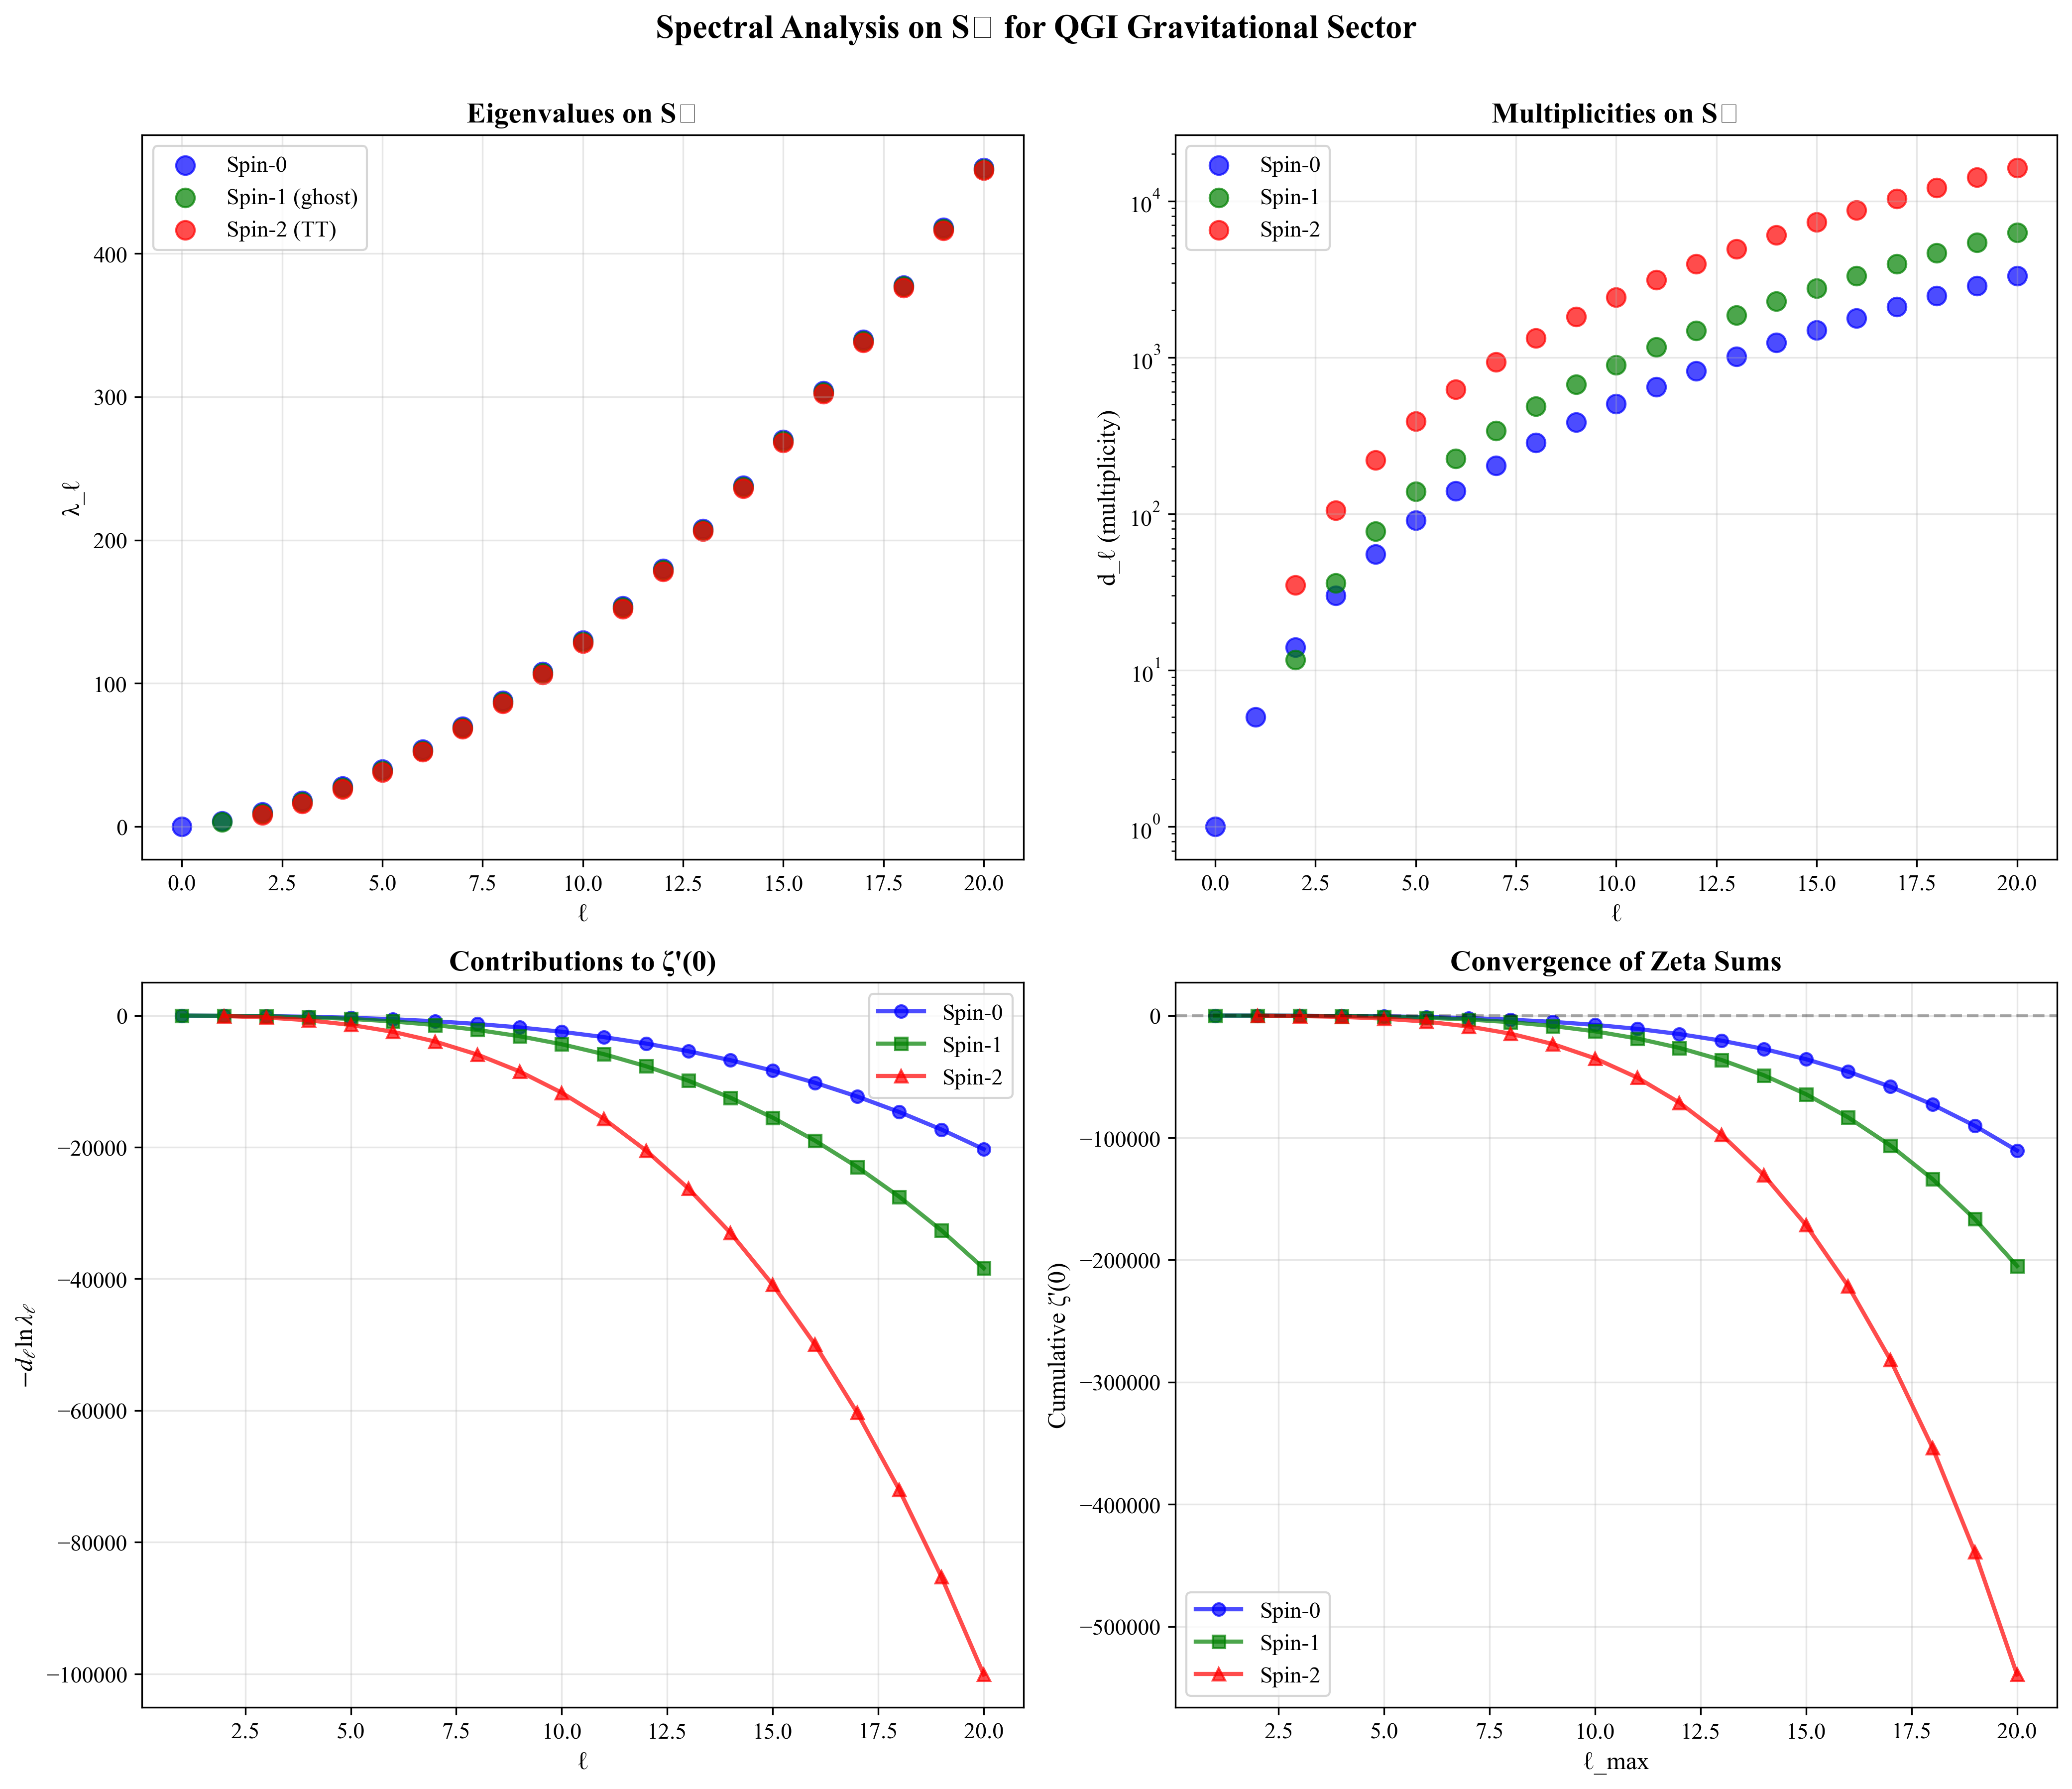 Spectral Analysis on S□ for QGI Gravitational Sector
Eigenvalues on S□
Spin-0
Spin-1 (ghost)
Spin-2 (TT)
λ_ℓ
400
300
200
100
0
0.0 2.5 5.0 7.5 10.0 12.5 15.0 17.5 20.0
ℓ
Multiplicities on S□
Spin-0
Spin-1
Spin-2
d_ℓ (multiplicity)
10⁴
10³
10²
10¹
10⁰
0.0 2.5 5.0 7.5 10.0 12.5 15.0 17.5 20.0
ℓ
Contributions to ζ'(0)
Spin-0
Spin-1
Spin-2
−d_ℓ ln λ_ℓ
0
−20000
−40000
−60000
−80000
−100000
2.5 5.0 7.5 10.0 12.5 15.0 17.5 20.0
ℓ
Convergence of Zeta Sums
Cumulative ζ'(0)
0
−100000
−200000
−300000
−400000
−500000
Spin-0
Spin-1
Spin-2
2.5 5.0 7.5 10.0 12.5 15.0 17.5 20.0
ℓ_max